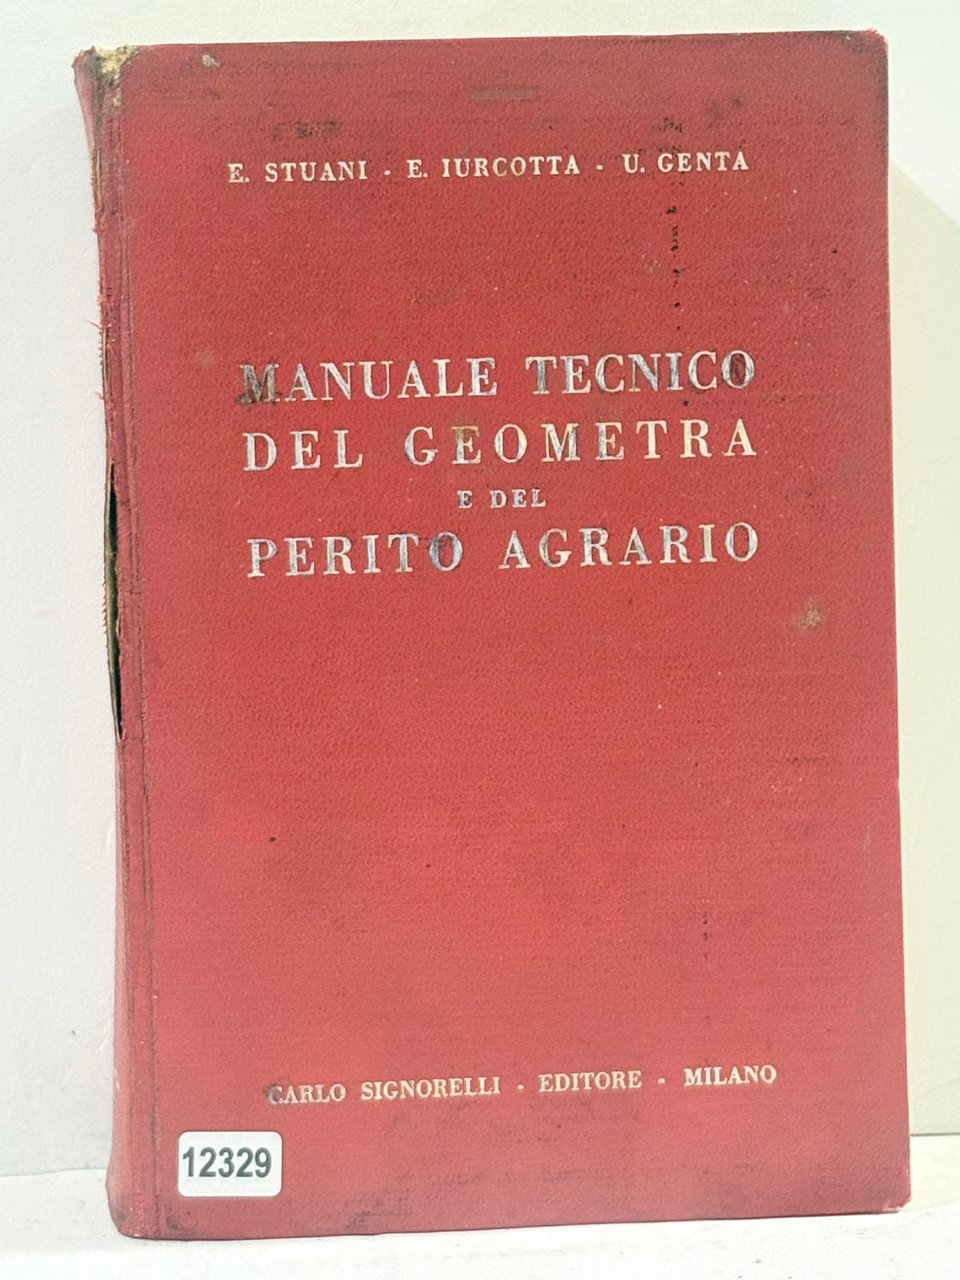 E. STUANI - E. IURCOTTA - U. GENTA
MANUALE TECNICO
DEL GEOMETRA
E DEL
PERITO AGRARIO
CARLO SIGNORELLI - EDITORE - MILANO
12329